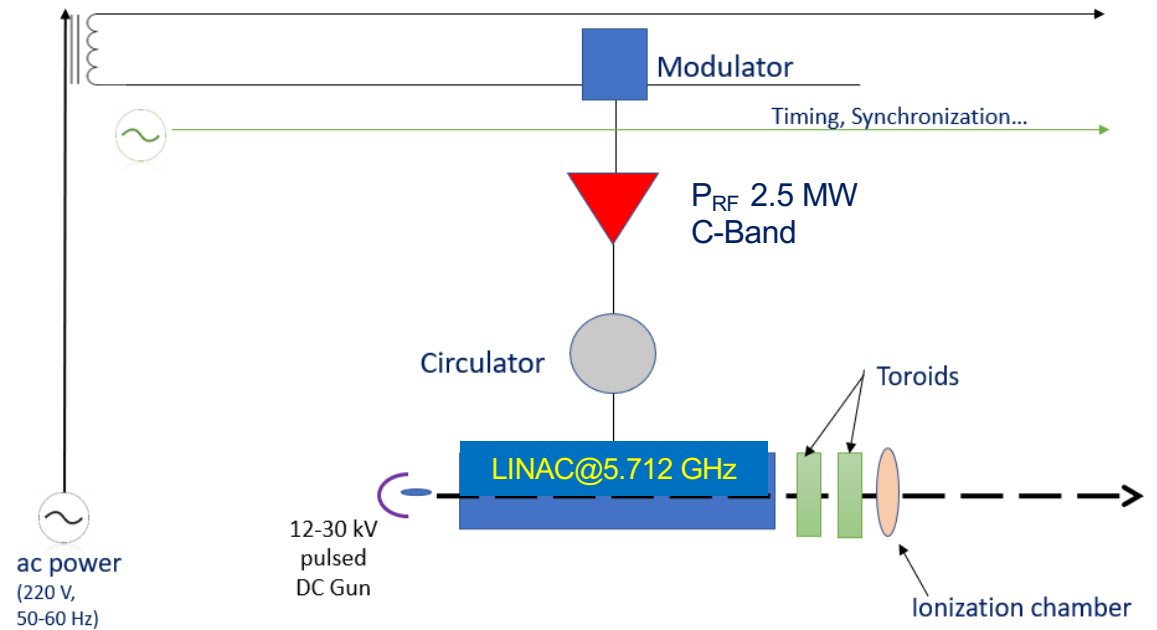 Modulator
Timing, Synchronization...
P_RF 2.5 MW
C-Band
Circulator
Toroids
LINAC@5.712 GHz
12-30 kV
pulsed
DC Gun
ac power
(220 V,
50-60 Hz)
Ionization chamber